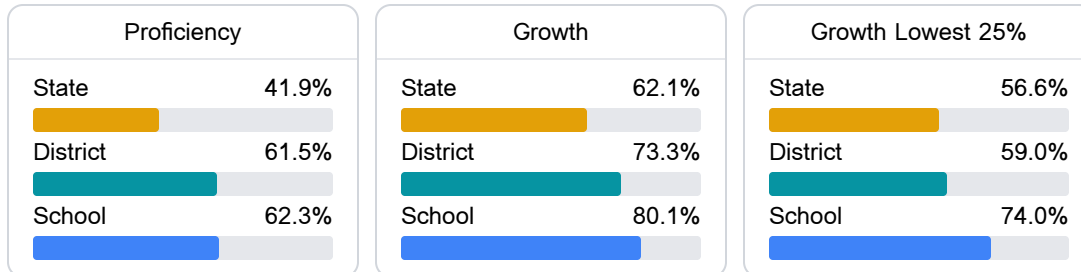 Proficiency
State 41.9%
District 61.5%
School 62.3%
Growth
State 62.1%
District 73.3%
School 80.1%
Growth Lowest 25%
State 56.6%
District 59.0%
School 74.0%